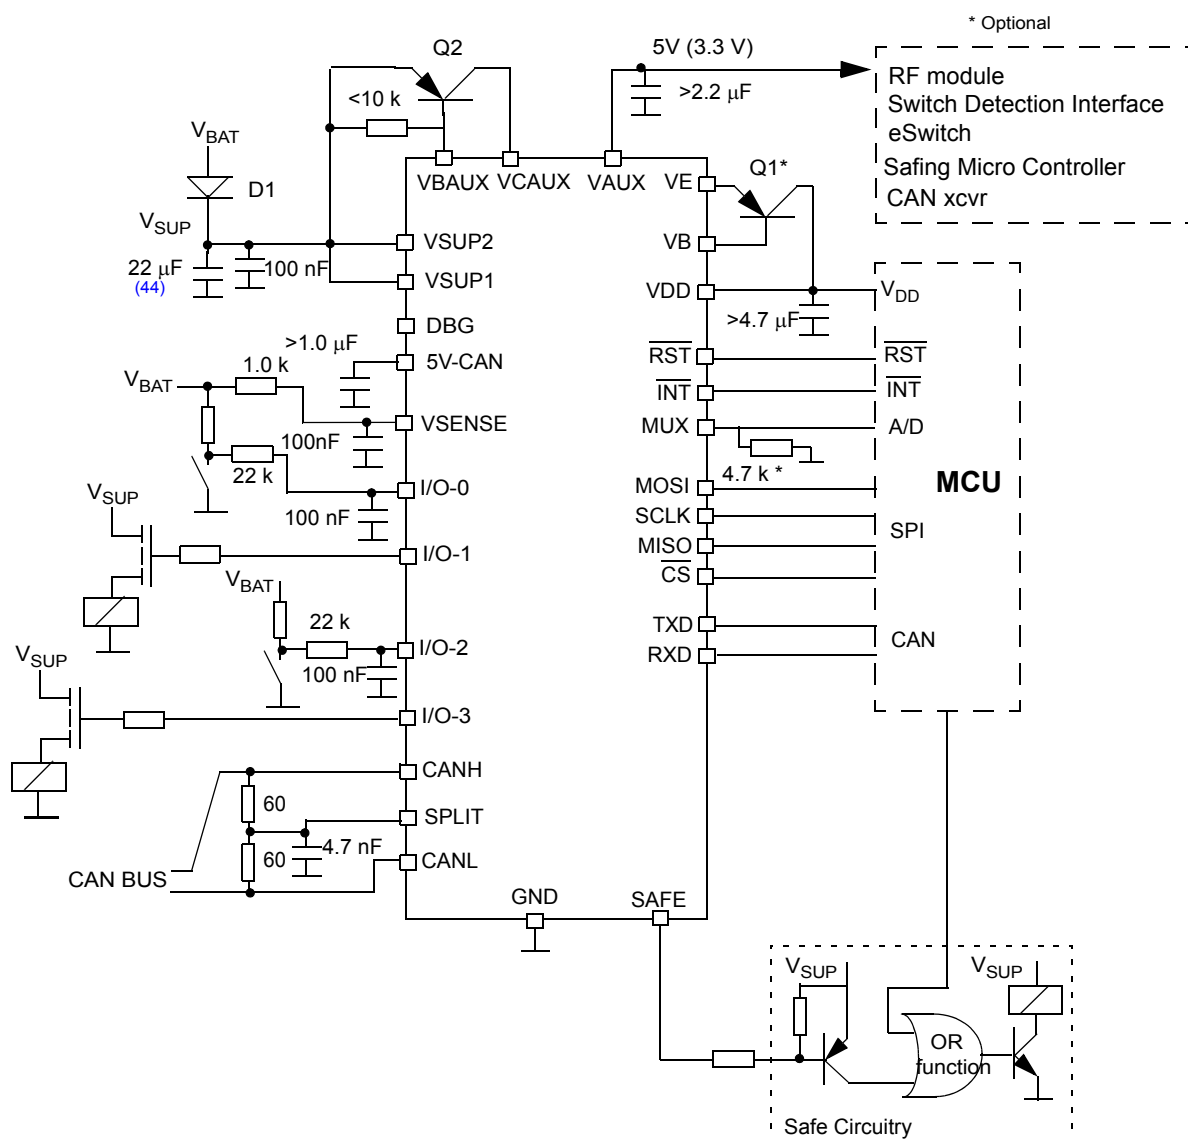 * Optional
Q2
5V (3.3 V)
RF module
Switch Detection Interface
eSwitch
Safing Micro Controller
CAN xcvr
>2.2 μF
<10 k
VBAT
D1
VSUP
22 μF
(44)
100 nF
VBAUX
VCAUX
VAUX
VE
Q1*
VB
VSUP2
VSUP1
VDD
VDD
>4.7 μF
DBG
>1.0 μF
5V-CAN
RST
RST
INT
INT
VBAT
1.0 k
VSENSE
100nF
MUX
A/D
4.7 k *
22 k
I/O-0
100 nF
MOSI
SCLK
MISO
CS
SPI
MCU
VSUP
I/O-1
VBAT
22 k
I/O-2
100 nF
TXD
RXD
CAN
VSUP
I/O-3
CANH
60
SPLIT
4.7 nF
60
CANL
CAN BUS
GND
SAFE
VSUP
VSUP
OR
function
Safe Circuitry